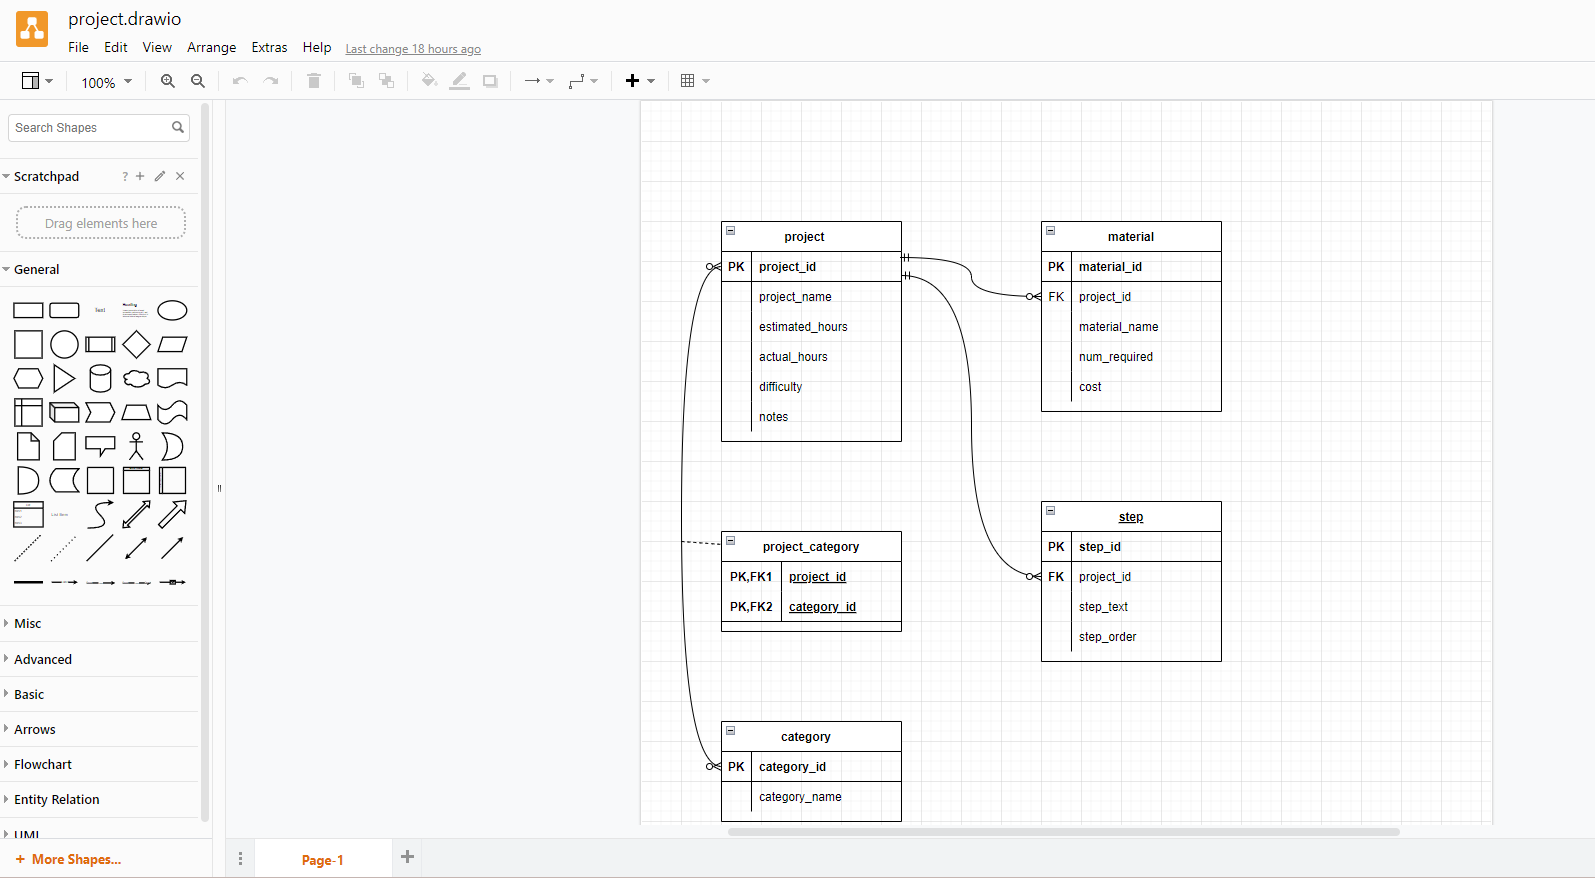 project.drawio
File Edit View Arrange Extras Help Last change 18 hours ago
100%
Search Shapes
Scratchpad ?
Drag elements here
General
Text
Heading
List Item
Misc
Advanced
Basic
Arrows
Flowchart
Entity Relation
UML
+ More Shapes...
project
PK project_id
project_name
estimated_hours
actual_hours
difficulty
notes
material
PK material_id
FK project_id
material_name
num_required
cost
project_category
PK,FK1 project_id
PK,FK2 category_id
step
PK step_id
FK project_id
step_text
step_order
category
PK category_id
category_name
Page-1